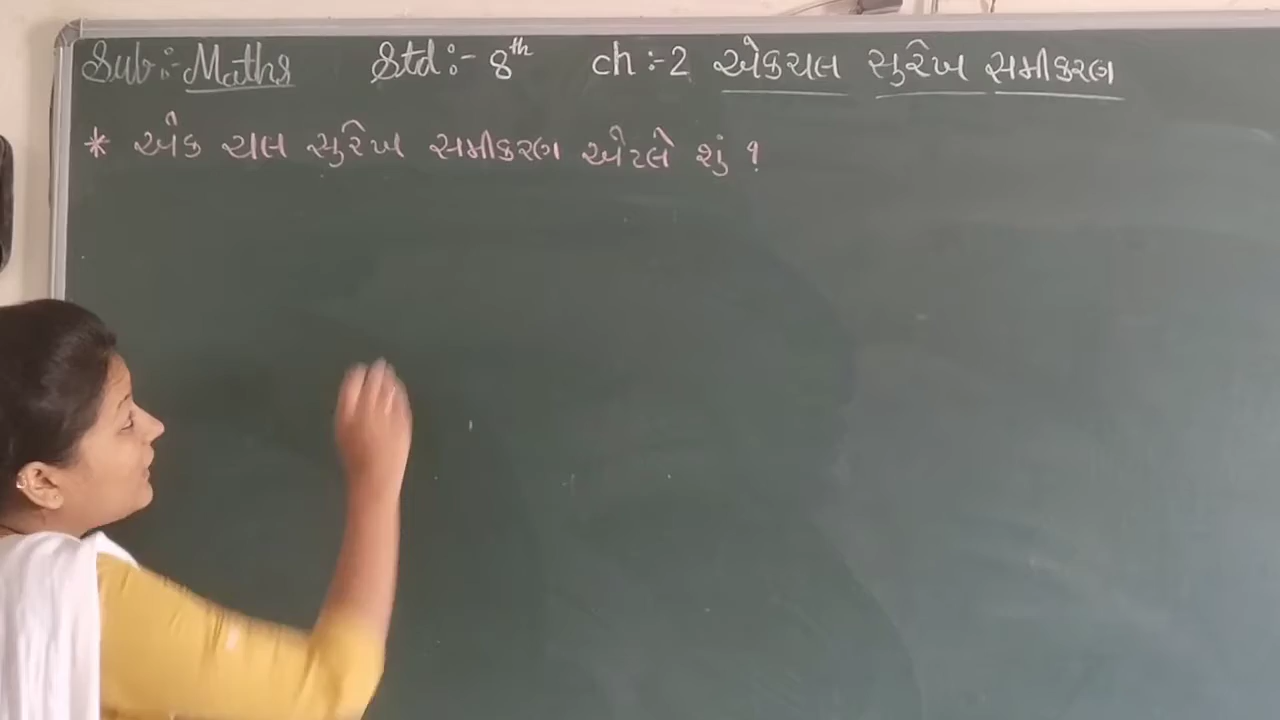 Sub:- Maths Std:- 8th ch:-2 એકચલ સુરેખ સમીકરણ
* એક ચલ સુરેખ સમીકરણ એટલે શું ?